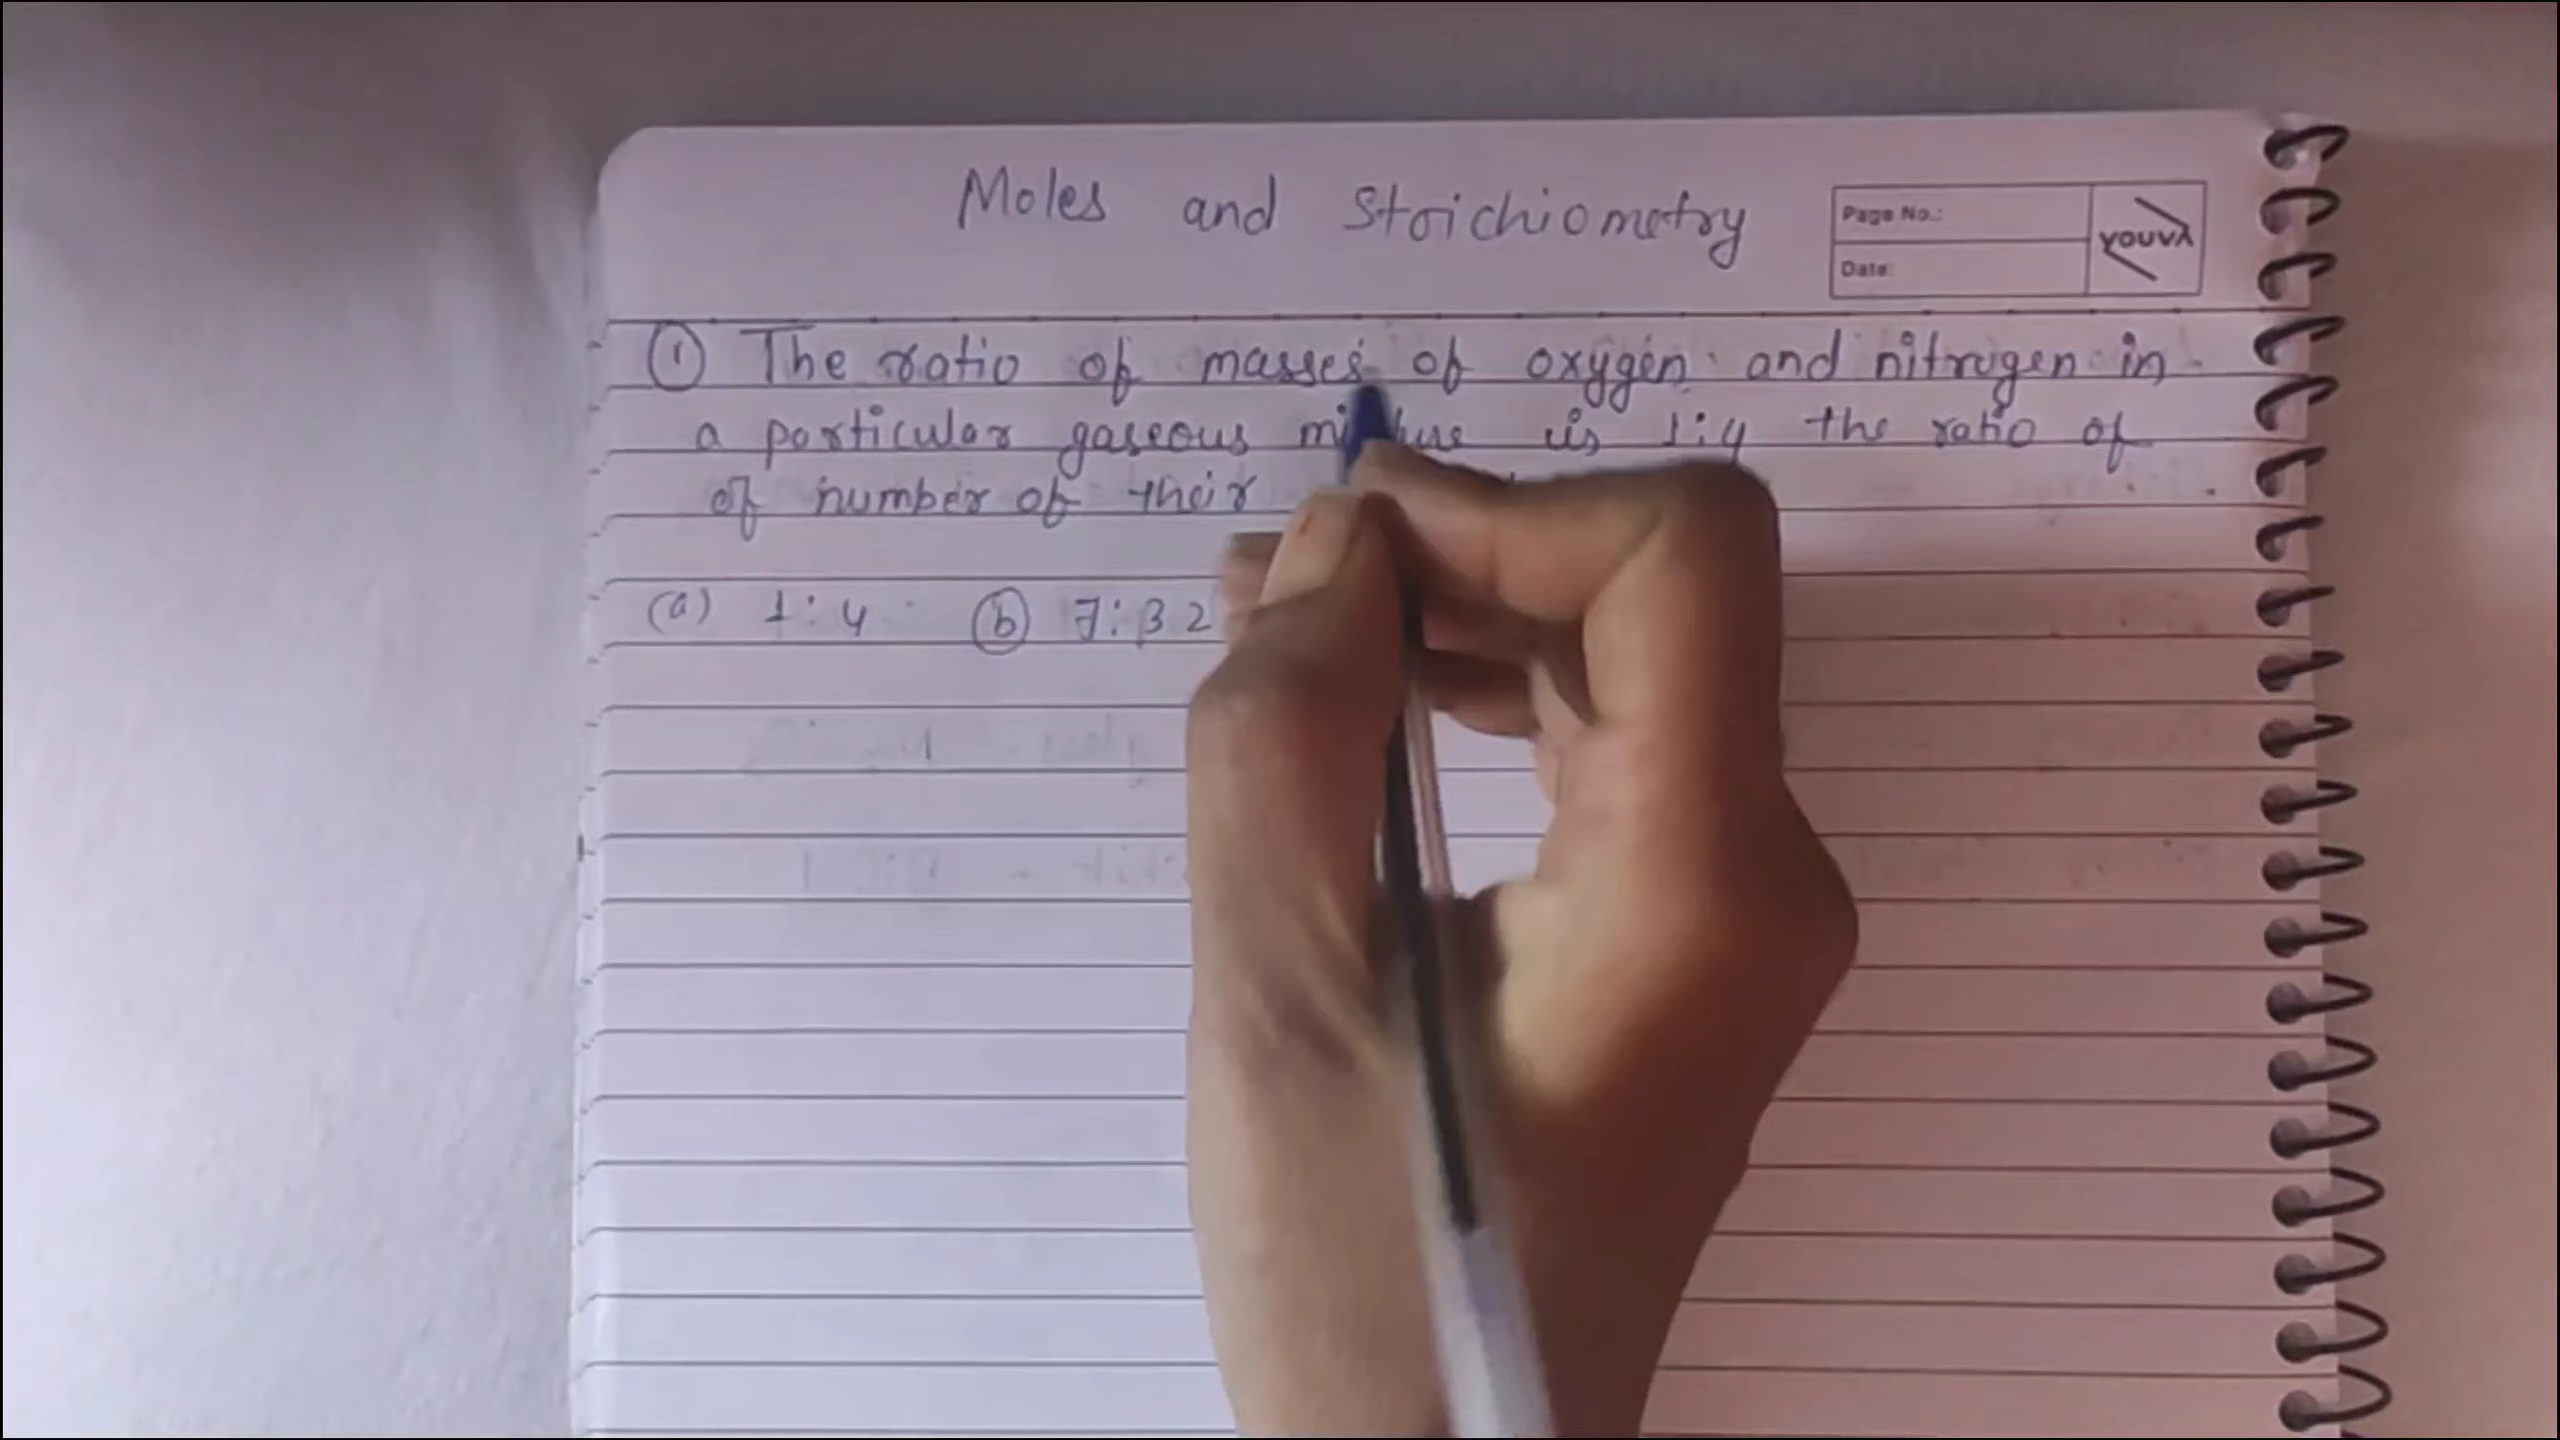 Moles and Stoichiometry
Page No.:
Date:
YOUVA
① The ratio of masses of oxygen and nitrogen in
a particular gaseous is 1:4 the ratio of
of number of their
(a) 1:4 ⓑ 7:32